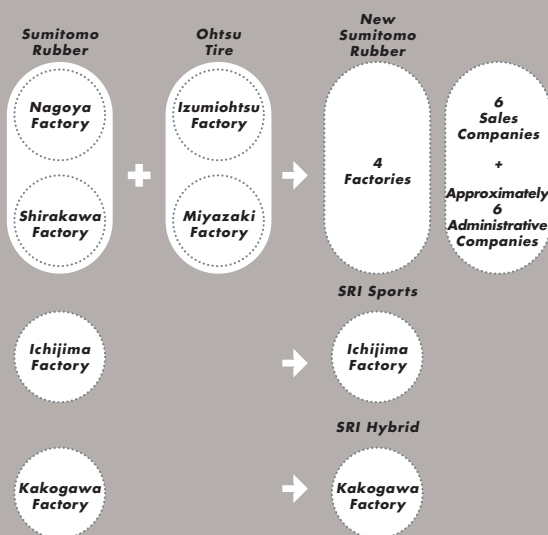 Sumitomo
Rubber
Ohtsu
Tire
New
Sumitomo
Rubber
Nagoya
Factory
Shirakawa
Factory
+
Izumiohtsu
Factory
Miyazaki
Factory
4
Factories
6
Sales
Companies
+
Approximately
6
Administrative
Companies
SRI Sports
Ichijima
Factory
Ichijima
Factory
SRI Hybrid
Kakogawa
Factory
Kakogawa
Factory